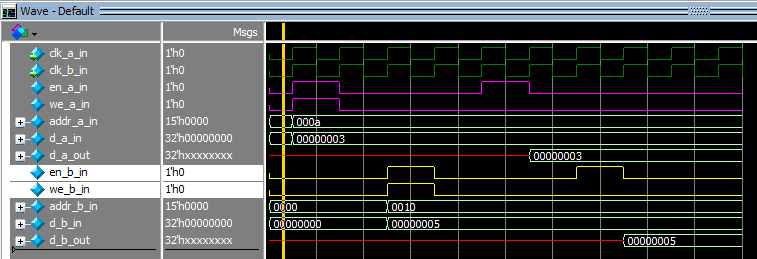 Wave - Default
Msgs
clk_a_in 1'h0
clk_b_in 1'h0
en_a_in 1'h0
we_a_in 1'h0
addr_a_in 15'h0000 000a
d_a_in 32'h00000000 00000003
d_a_out 32'hxxxxxxxx 00000003
en_b_in 1'h0
we_b_in 1'h0
addr_b_in 15'h0000 0000 0010
d_b_in 32'h00000000 00000000 00000005
d_b_out 32'hxxxxxxxx 00000005